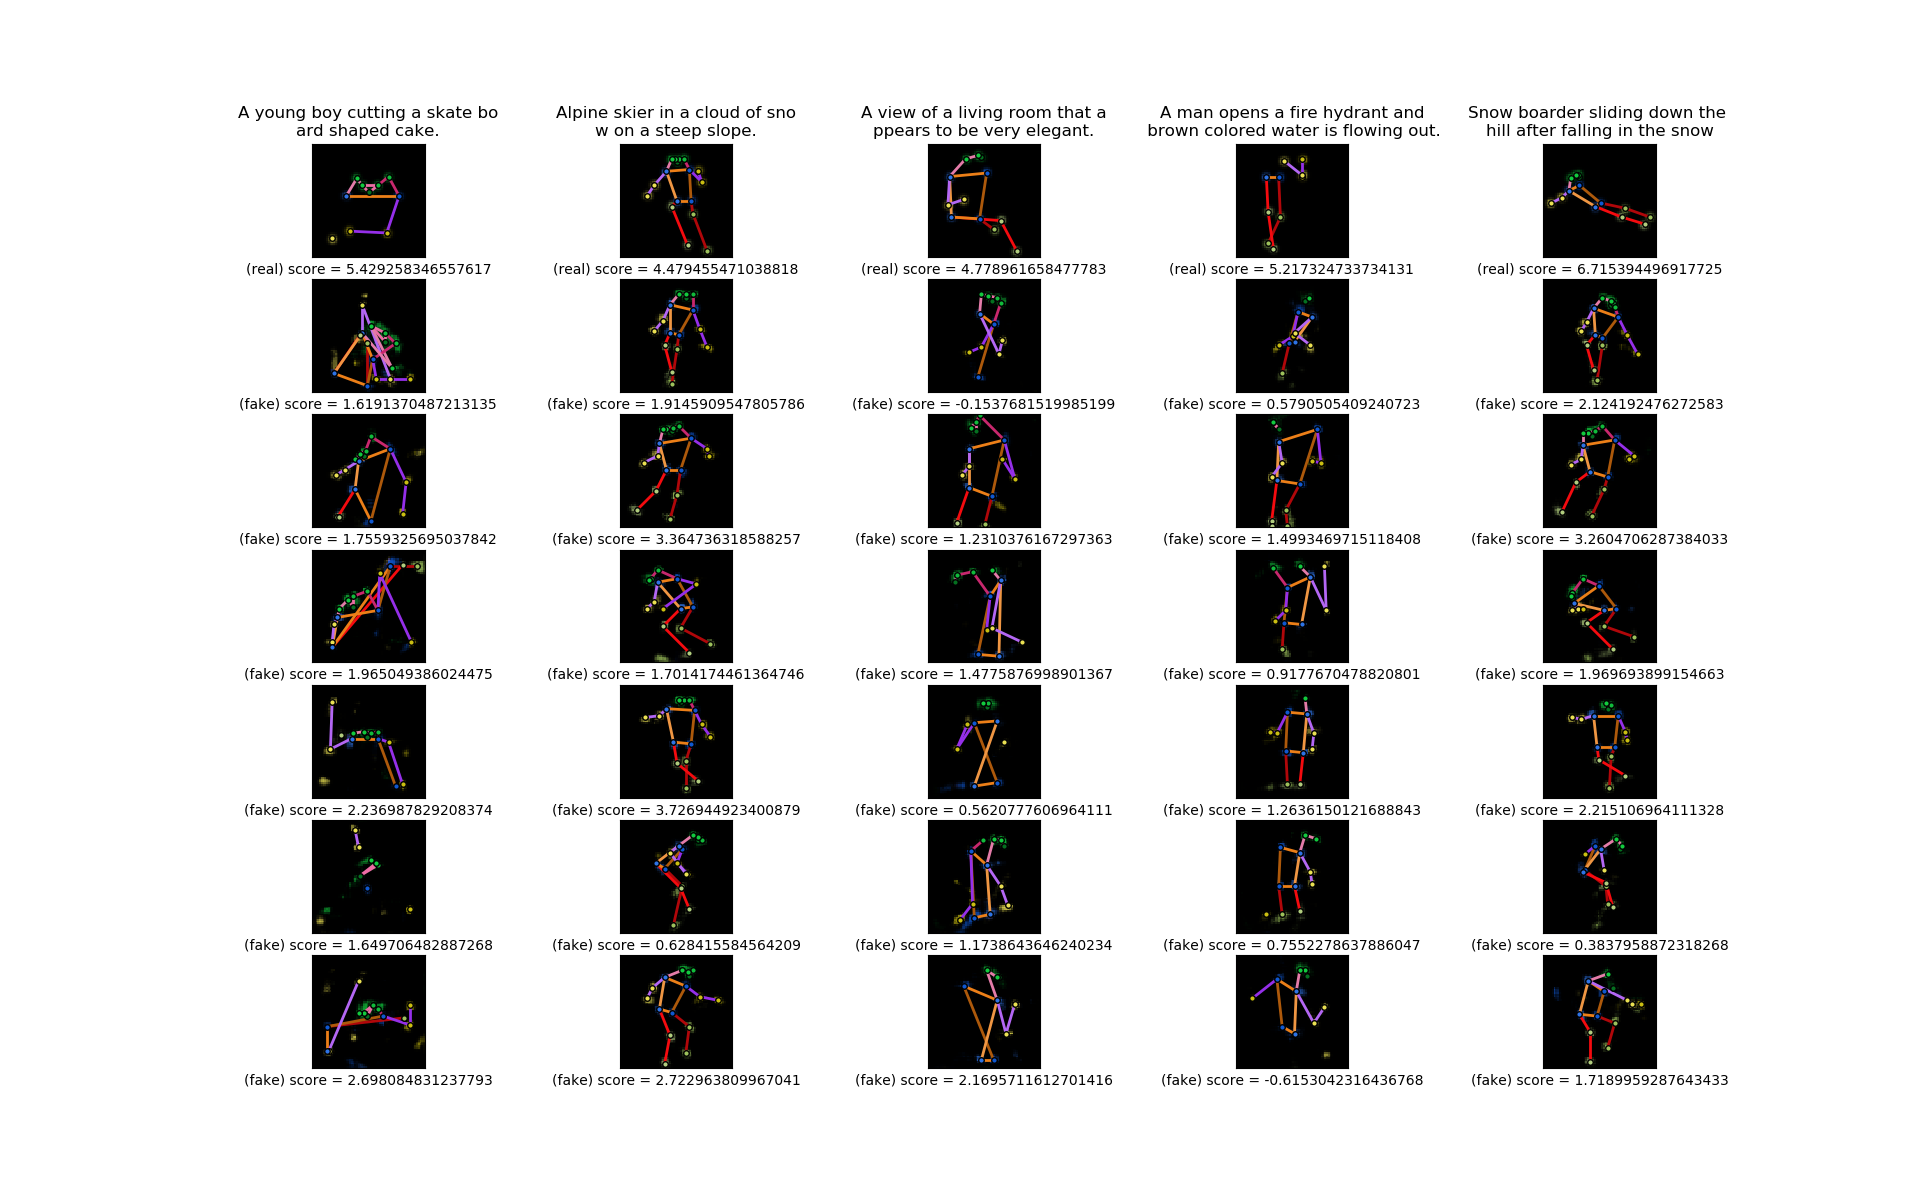 A young boy cutting a skate bo
ard shaped cake.
Alpine skier in a cloud of sno
w on a steep slope.
A view of a living room that a
ppears to be very elegant.
A man opens a fire hydrant and
brown colored water is flowing out.
Snow boarder sliding down the
hill after falling in the snow
(real) score = 5.429258346557617
(real) score = 4.479455471038818
(real) score = 4.778961658477783
(real) score = 5.217324733734131
(real) score = 6.715394496917725
(fake) score = 1.6191370487213135
(fake) score = 1.9145909547805786
(fake) score = -0.1537681519985199
(fake) score = 0.5790505409240723
(fake) score = 2.124192476272583
(fake) score = 1.7559325695037842
(fake) score = 3.364736318588257
(fake) score = 1.2310376167297363
(fake) score = 1.4993469715118408
(fake) score = 3.2604706287384033
(fake) score = 1.965049386024475
(fake) score = 1.7014174461364746
(fake) score = 1.4775876998901367
(fake) score = 0.9177670478820801
(fake) score = 1.969693899154663
(fake) score = 2.236987829208374
(fake) score = 3.726944923400879
(fake) score = 0.5620777606964111
(fake) score = 1.2636150121688843
(fake) score = 2.215106964111328
(fake) score = 1.649706482887268
(fake) score = 0.628415584564209
(fake) score = 1.1738643646240234
(fake) score = 0.7552278637886047
(fake) score = 0.3837958872318268
(fake) score = 2.698084831237793
(fake) score = 2.722963809967041
(fake) score = 2.1695711612701416
(fake) score = -0.6153042316436768
(fake) score = 1.7189959287643433